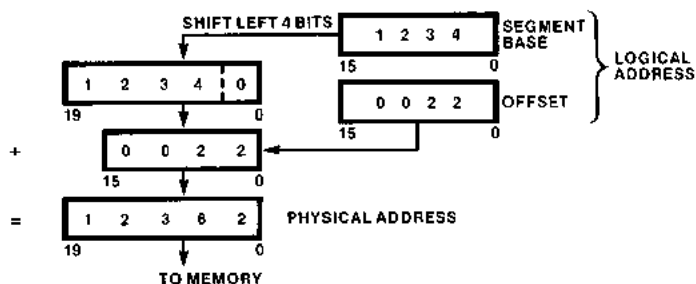 SHIFT LEFT 4 BITS
1 2 3 4
SEGMENT
BASE
15 0
LOGICAL
ADDRESS
1 2 3 4 0
19 0
0 0 2 2
OFFSET
15 0
+
0 0 2 2
15 0
=
1 2 3 6 2
PHYSICAL ADDRESS
19 0
TO MEMORY